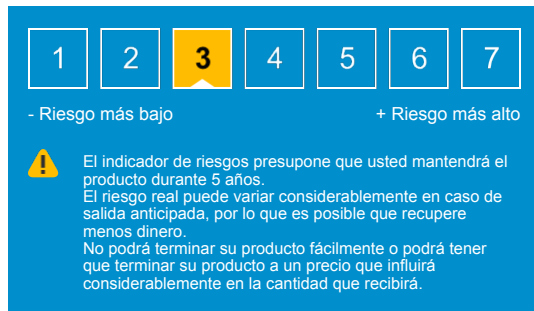 1 2 3 4 5 6 7
- Riesgo más bajo + Riesgo más alto
El indicador de riesgos presupone que usted mantendrá el
producto durante 5 años.
El riesgo real puede variar considerablemente en caso de
salida anticipada, por lo que es posible que recupere
menos dinero.
No podrá terminar su producto fácilmente o podrá tener
que terminar su producto a un precio que influirá
considerablemente en la cantidad que recibirá.